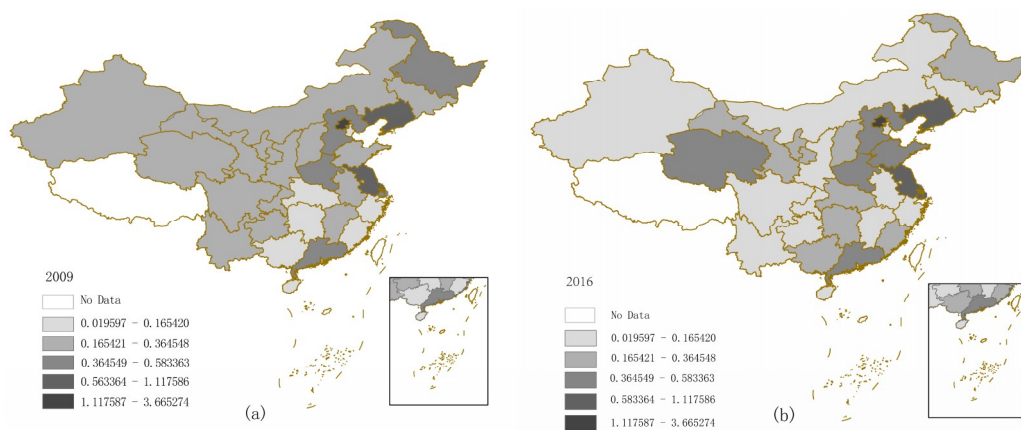 2009
No Data
0.019597 - 0.165420
0.165421 - 0.364548
0.364549 - 0.583363
0.563364 - 1.117586
1.117587 - 3.665274
(a)
2016
No Data
0.019597 - 0.165420
0.165421 - 0.364548
0.364549 - 0.583363
0.583364 - 1.117586
1.117587 - 3.665274
(b)